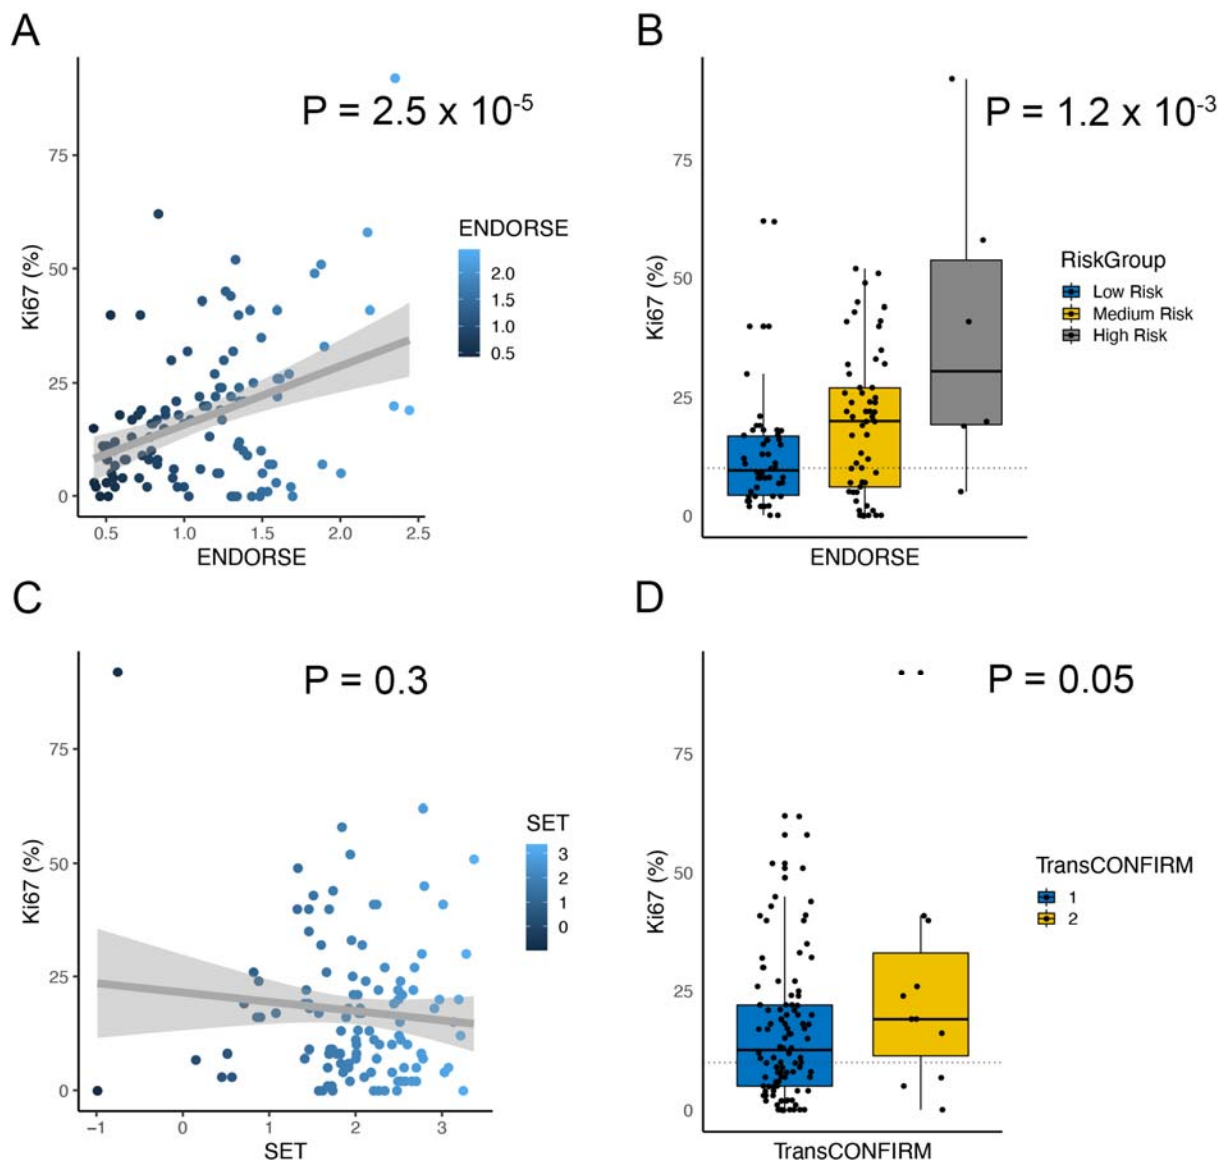 A
P = 2.5 x 10-5
Ki67 (%)
75
50
25
0
0.5
1.0
1.5
2.0
2.5
ENDORSE
ENDORSE
2.0
1.5
1.0
0.5
B
P = 1.2 x 10-3
Ki67 (%)
75
50
25
0
ENDORSE
RiskGroup
Low Risk
Medium Risk
High Risk
C
P = 0.3
Ki67 (%)
75
50
25
0
−1
0
1
2
3
SET
SET
3
2
1
0
D
P = 0.05
Ki67 (%)
75
50
25
0
TransCONFIRM
TransCONFIRM
1
2